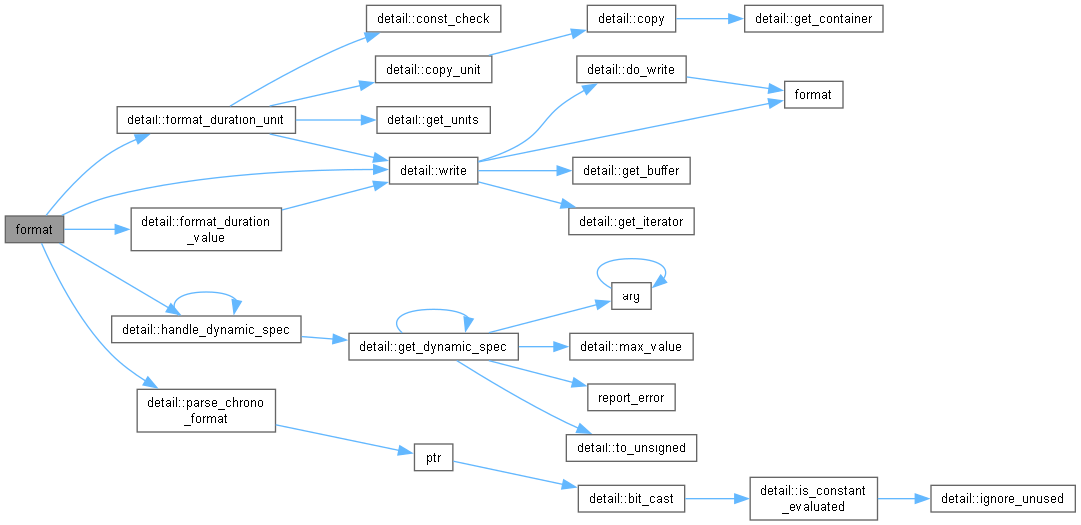 format
detail::format_duration_unit
detail::format_duration
_value
detail::handle_dynamic_spec
detail::parse_chrono
_format
detail::const_check
detail::copy_unit
detail::get_units
detail::write
detail::get_dynamic_spec
ptr
detail::copy
detail::do_write
detail::get_buffer
detail::get_iterator
arg
detail::max_value
report_error
detail::to_unsigned
detail::bit_cast
detail::get_container
format
detail::is_constant
_evaluated
detail::ignore_unused